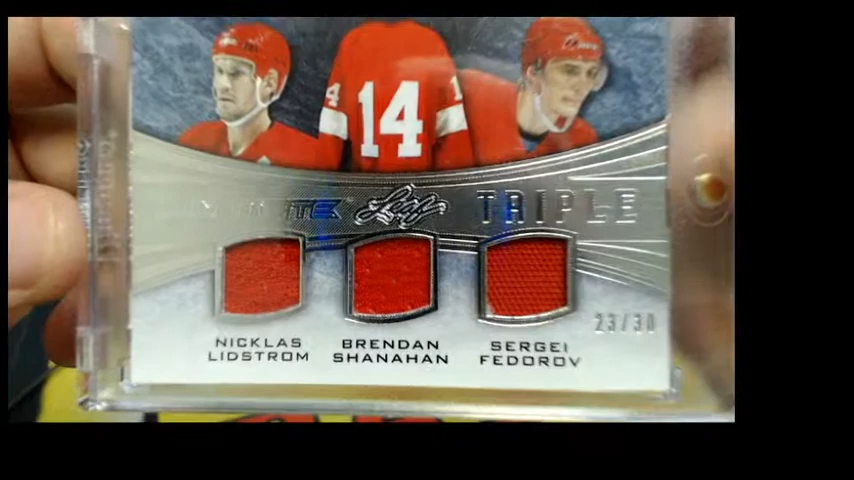 14
Leaf
TRIPLE
NICKLAS
LIDSTROM
BRENDAN
SHANAHAN
SERGEI
FEDOROV
23/30